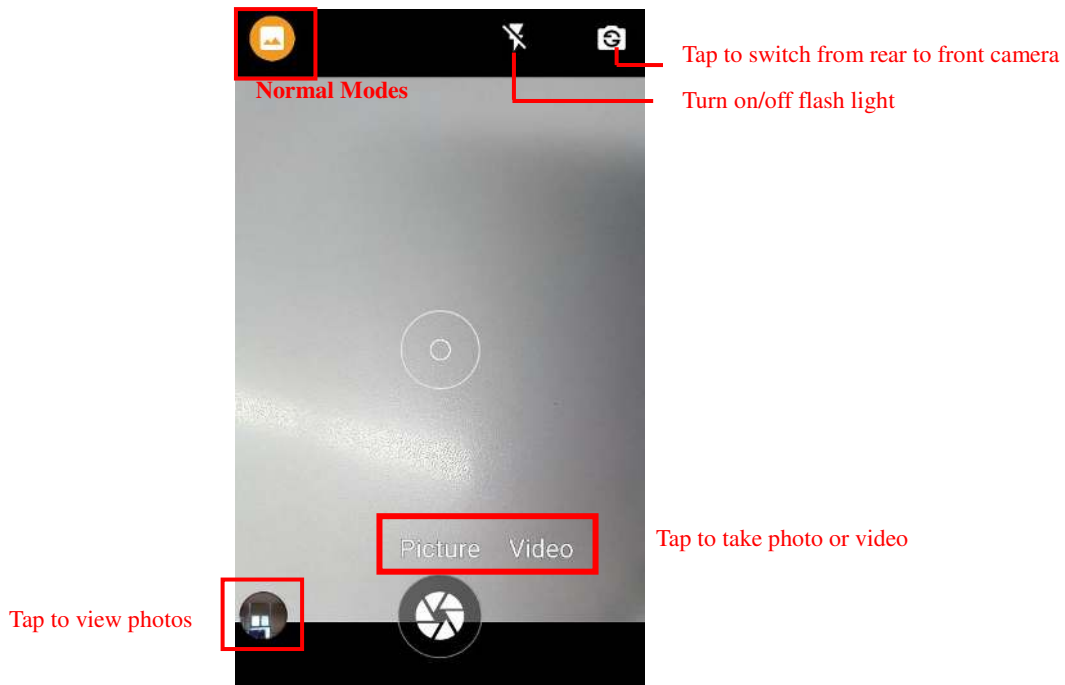 Tap to switch from rear to front camera
Normal Modes
Turn on/off flash light
Picture Video
Tap to take photo or video
Tap to view photos